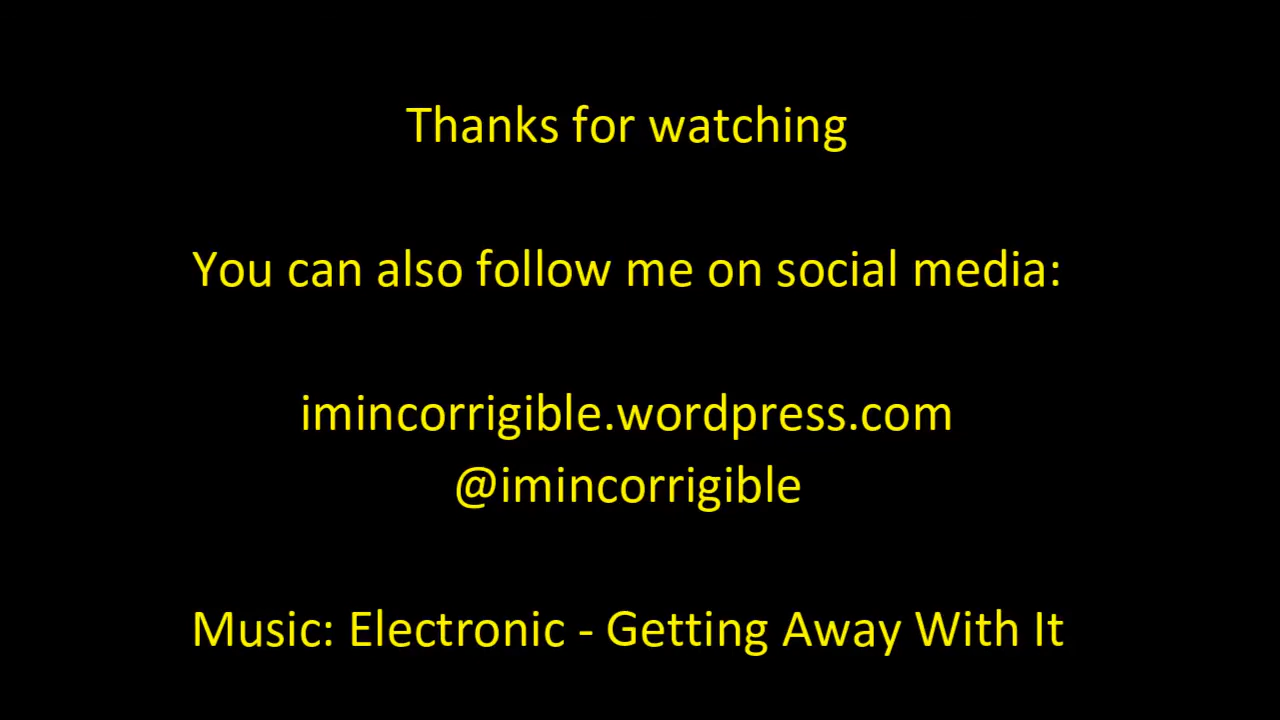 Thanks for watching
You can also follow me on social media:
imincorrigible.wordpress.com
@imincorrigible
Music: Electronic - Getting Away With It